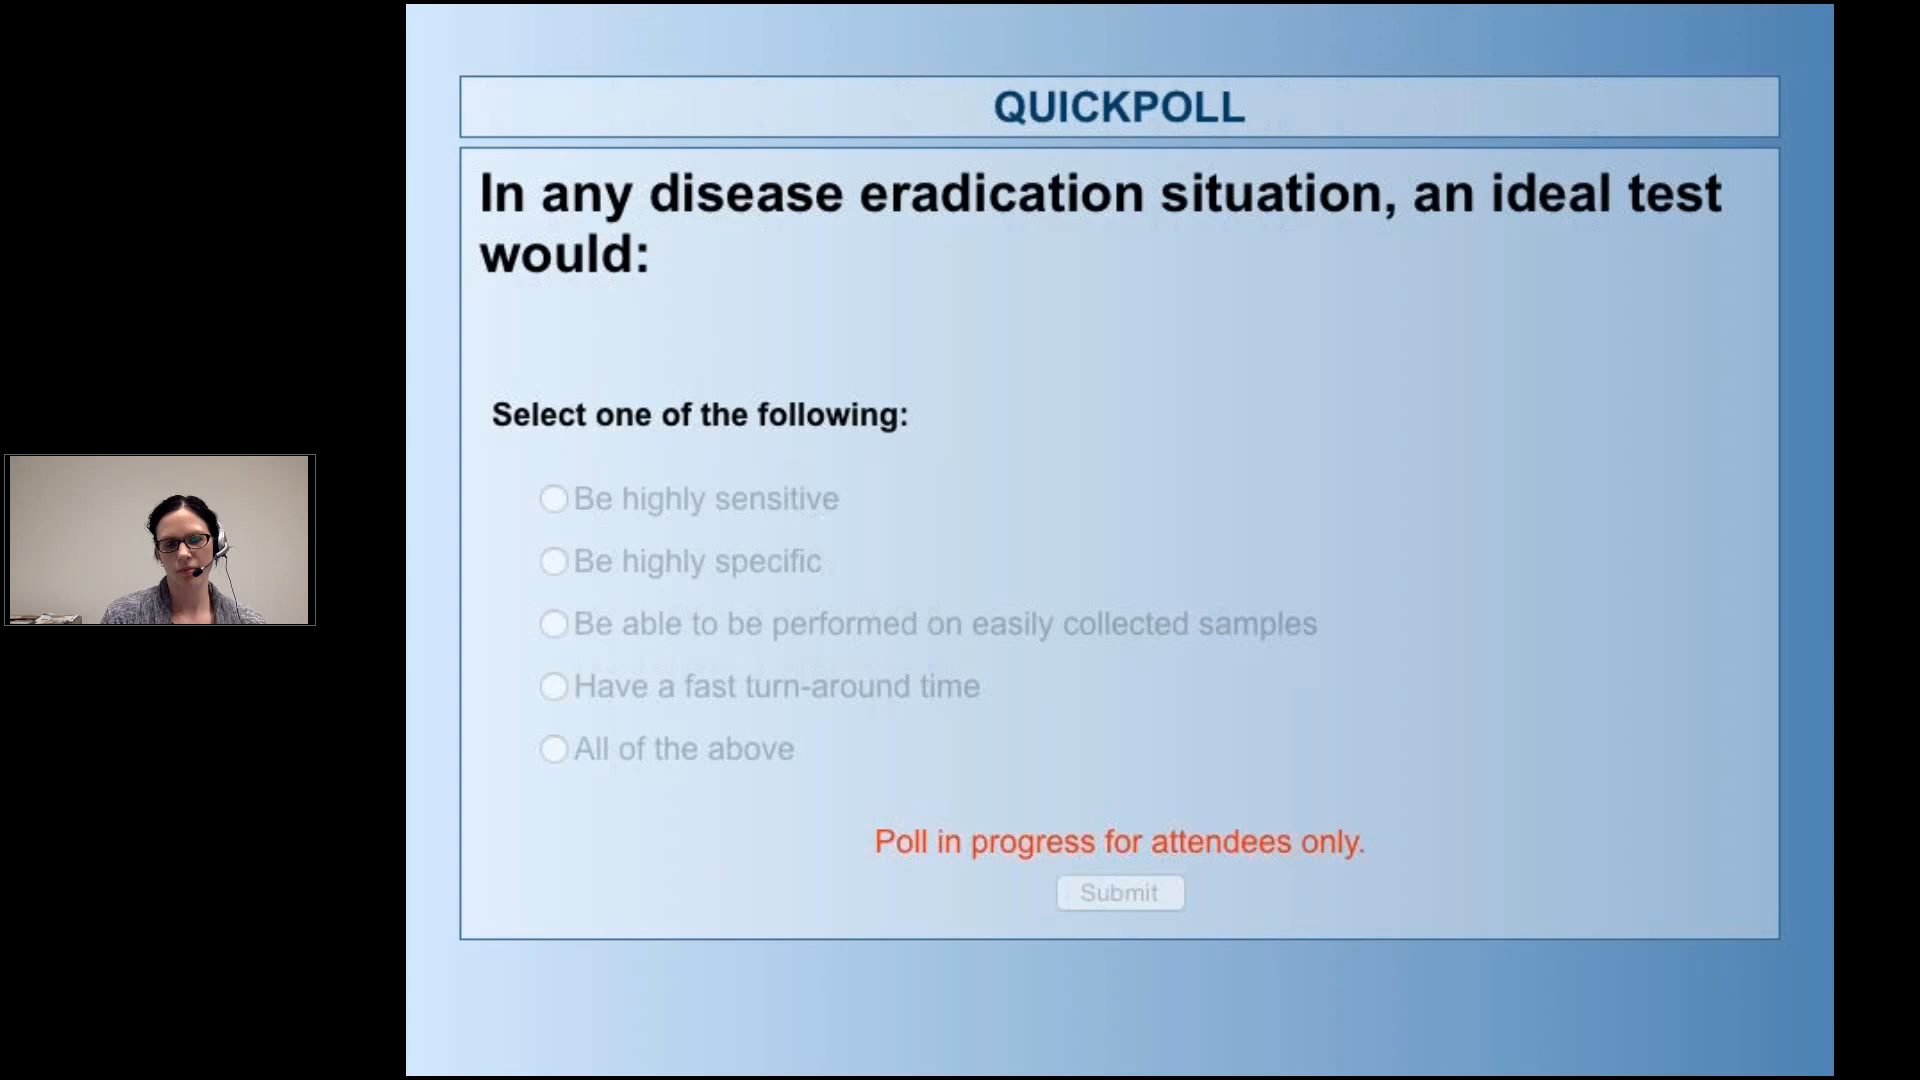 QUICKPOLL
In any disease eradication situation, an ideal test
would:
Select one of the following:
Be highly sensitive
Be highly specific
Be able to be performed on easily collected samples
Have a fast turn-around time
All of the above
Poll in progress for attendees only.
Submit